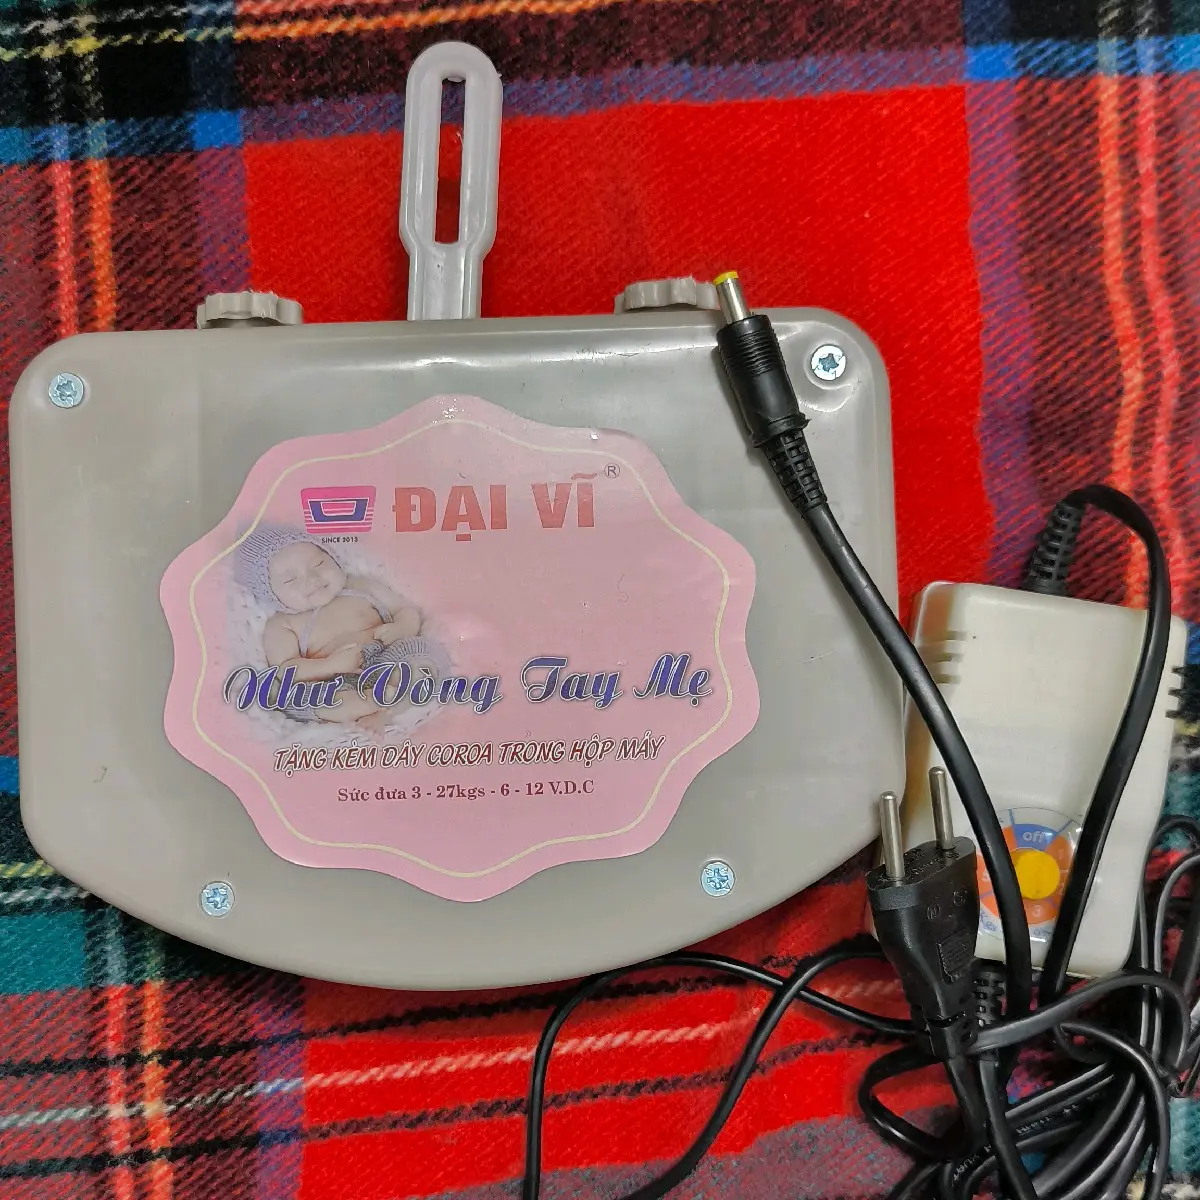 ĐẠI VĨ ®
SINCE 2013
Như Vòng Tay Mẹ
TẶNG KÈM DÂY COROA TRONG HỘP MÁY
Sức đưa 3 - 27kgs - 6 - 12 V.D.C
off
3